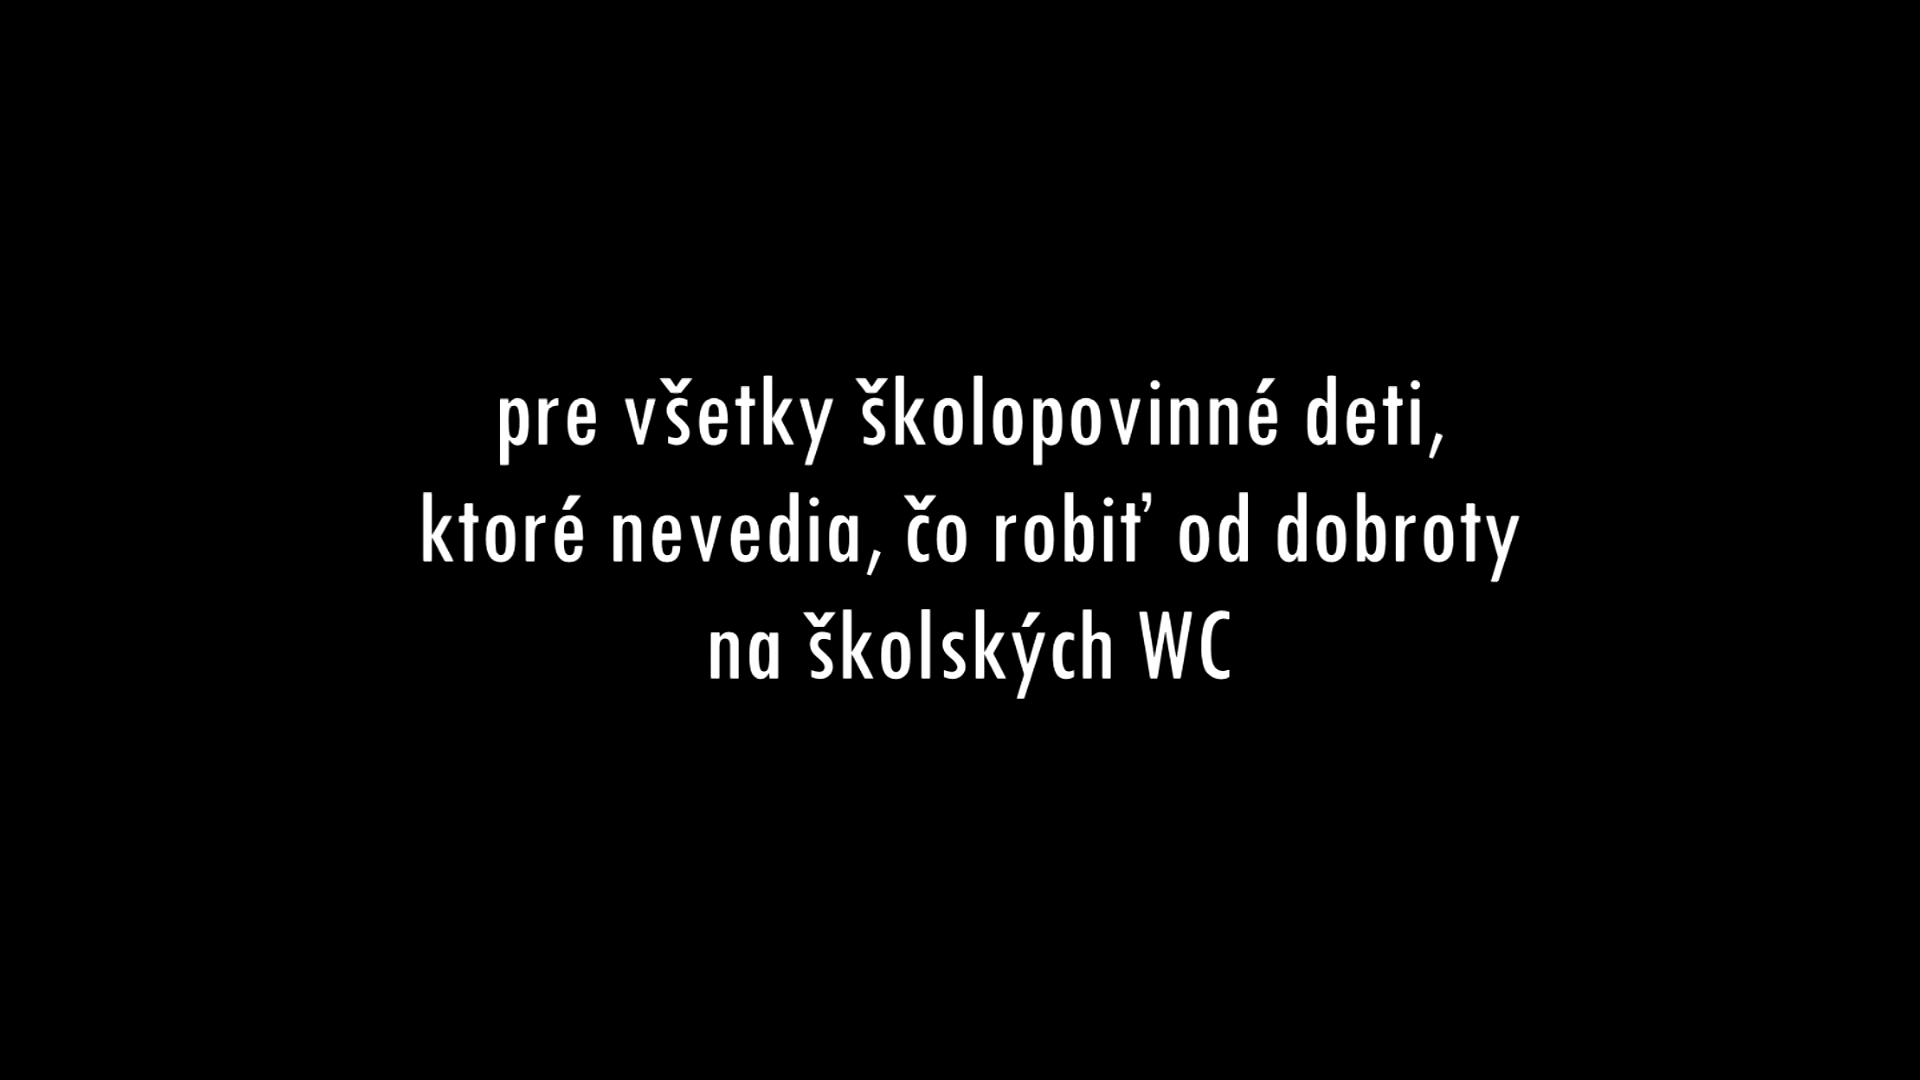 pre všetky školopovinné deti,
ktoré nevedia, čo robiť od dobroty
na školských WC